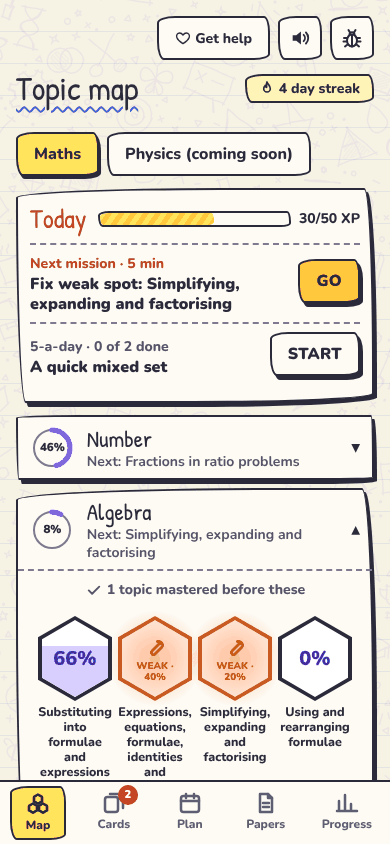 Get help
Topic map
4 day streak
Maths
Physics (coming soon)
Today
30/50 XP
Next mission · 5 min
Fix weak spot: Simplifying,
expanding and factorising
GO
5-a-day · 0 of 2 done
A quick mixed set
START
46%
Number
Next: Fractions in ratio problems
8%
Algebra
Next: Simplifying, expanding and
factorising
1 topic mastered before these
66%
WEAK ·
40%
WEAK ·
20%
0%
Substituting
into
formulae
and
expressions
Expressions,
equations,
formulae,
identities
and
Simplifying,
expanding
and
factorising
Using and
rearranging
formulae
Map
2
Cards
Plan
Papers
Progress